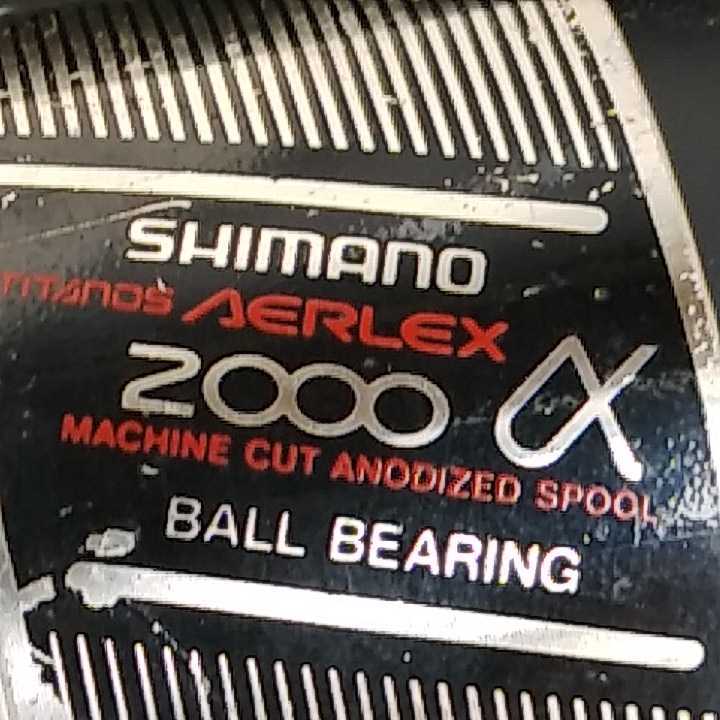 SHIMANO
TITANOS AERLEX
2000 α
MACHINE CUT ANODIZED SPOOL
BALL BEARING